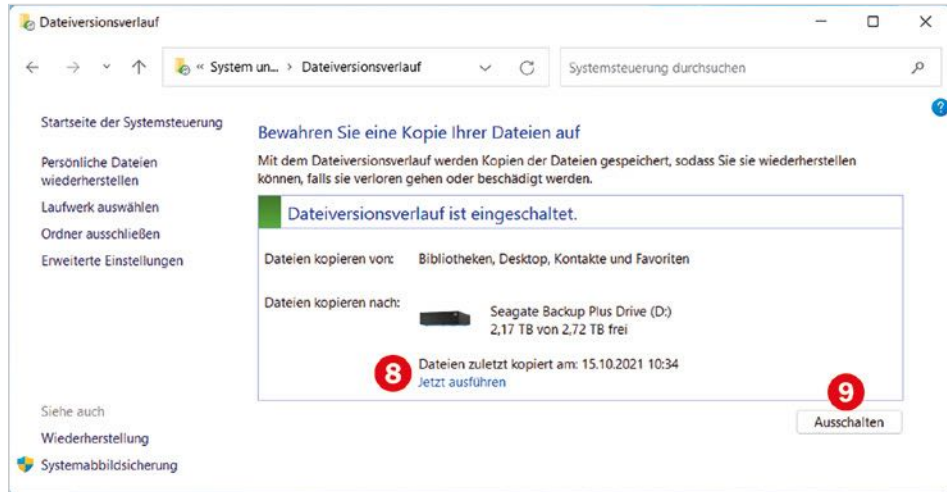 Dateiversionsverlauf
« System un... › Dateiversionsverlauf
Systemsteuerung durchsuchen
?
Startseite der Systemsteuerung
Persönliche Dateien
wiederherstellen
Laufwerk auswählen
Ordner ausschließen
Erweiterte Einstellungen
Bewahren Sie eine Kopie Ihrer Dateien auf
Mit dem Dateiversionsverlauf werden Kopien der Dateien gespeichert, sodass Sie sie wiederherstellen
können, falls sie verloren gehen oder beschädigt werden.
Dateiversionsverlauf ist eingeschaltet.
Dateien kopieren von: Bibliotheken, Desktop, Kontakte und Favoriten
Dateien kopieren nach:
Seagate Backup Plus Drive (D:)
2,17 TB von 2,72 TB frei
Dateien zuletzt kopiert am: 15.10.2021 10:34
8
Jetzt ausführen
9
Ausschalten
Siehe auch
Wiederherstellung
Systemabbildsicherung